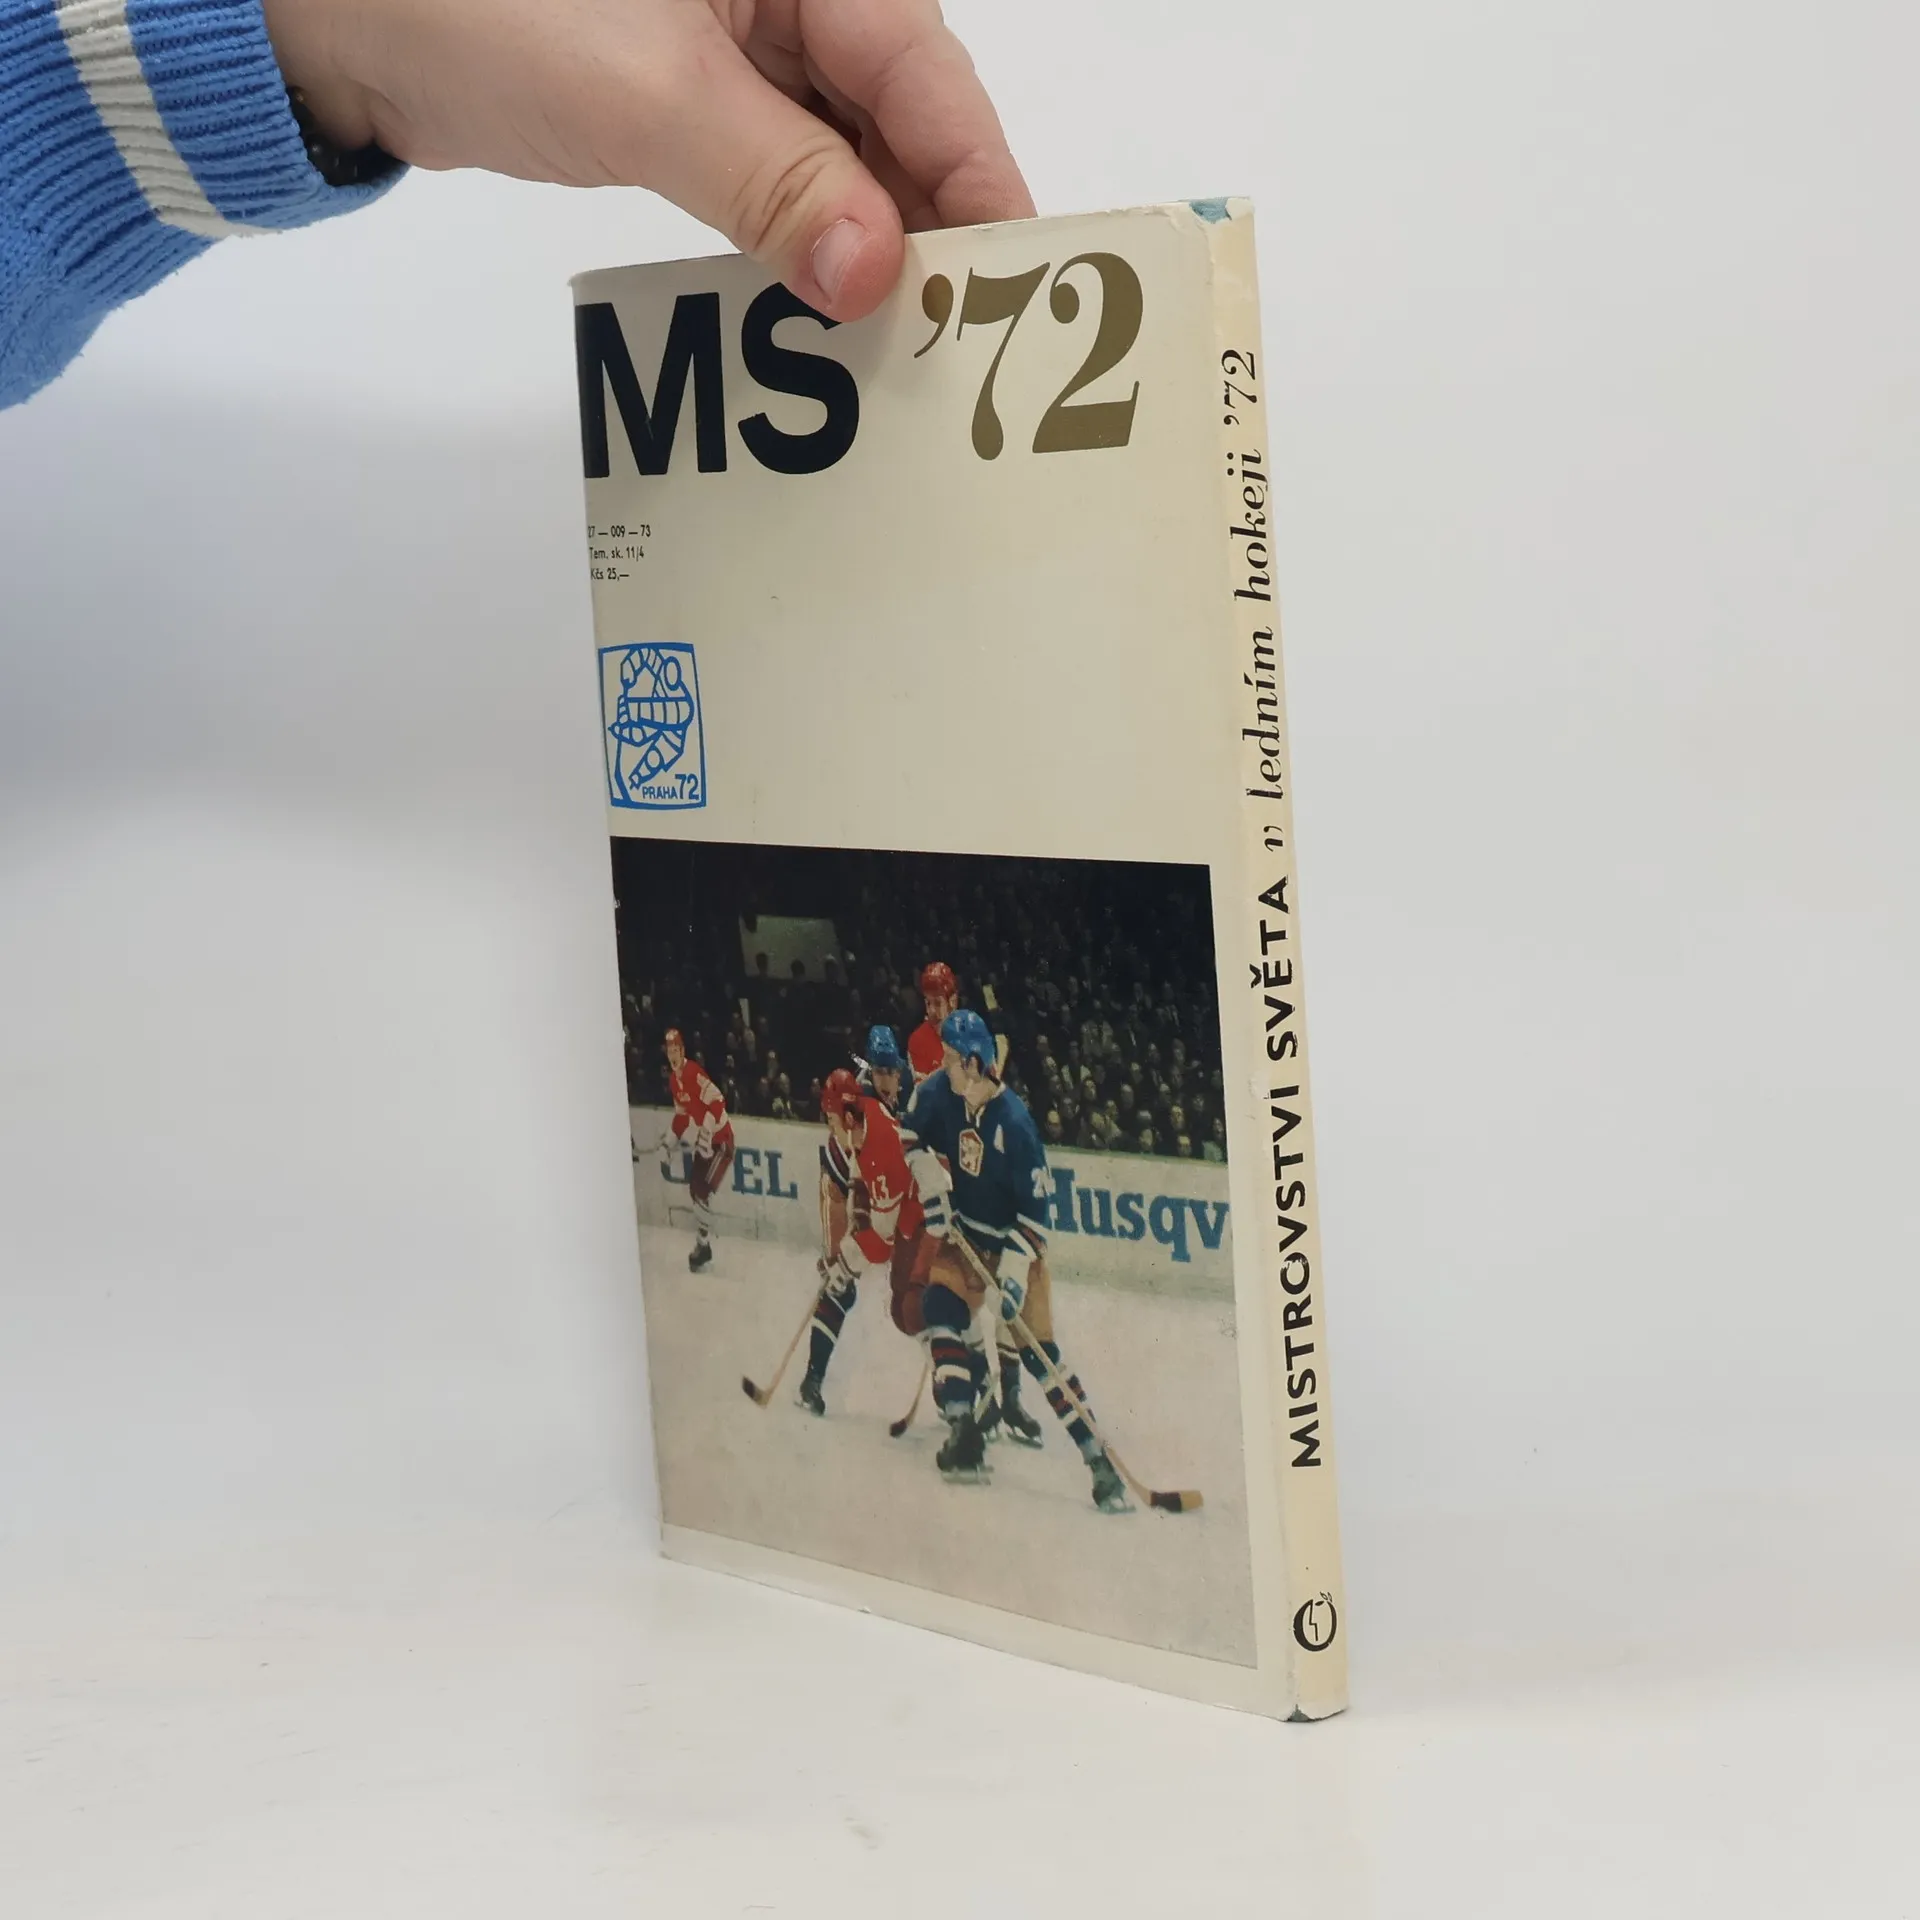 MS '72
27 — 009 — 73
Tem. sk. 11/4
Kčs 25,—
PRAHA 72
13
Husqv
MISTROVSTVÍ SVĚTA v ledním hokeji '72